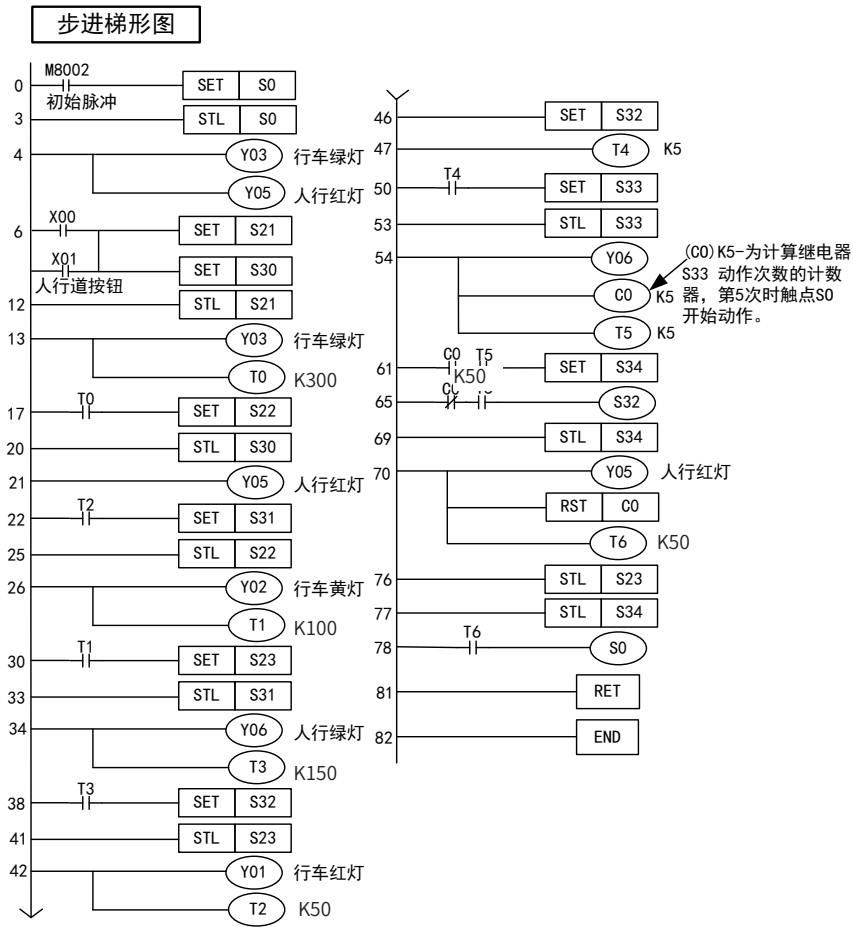 步进梯形图
M8002
0 SET S0
初始脉冲
3 STL S0
4 Y03 行车绿灯
Y05 人行红灯
X00
6 SET S21
X01
SET S30
人行道按钮
12 STL S21
13 Y03 行车绿灯
T0 K300
T0
17 SET S22
20 STL S30
21 Y05 人行红灯
T2
22 SET S31
25 STL S22
26 Y02 行车黄灯
T1 K100
T1
30 SET S23
33 STL S31
34 Y06 人行绿灯
T3 K150
T3
38 SET S32
41 STL S23
42 Y01 行车红灯
T2 K50
46 SET S32
47 T4 K5
T4
50 SET S33
53 STL S33
54 Y06
C0 K5
T5 K5
(C0)K5-为计算继电器
S33 动作次数的计数
器，第5次时触点S0
开始动作。
C0 T5
61 SET S34
K50
65 S32
69 STL S34
70 Y05 人行红灯
RST C0
T6 K50
76 STL S23
77 STL S34
T6
78 S0
81 RET
82 END